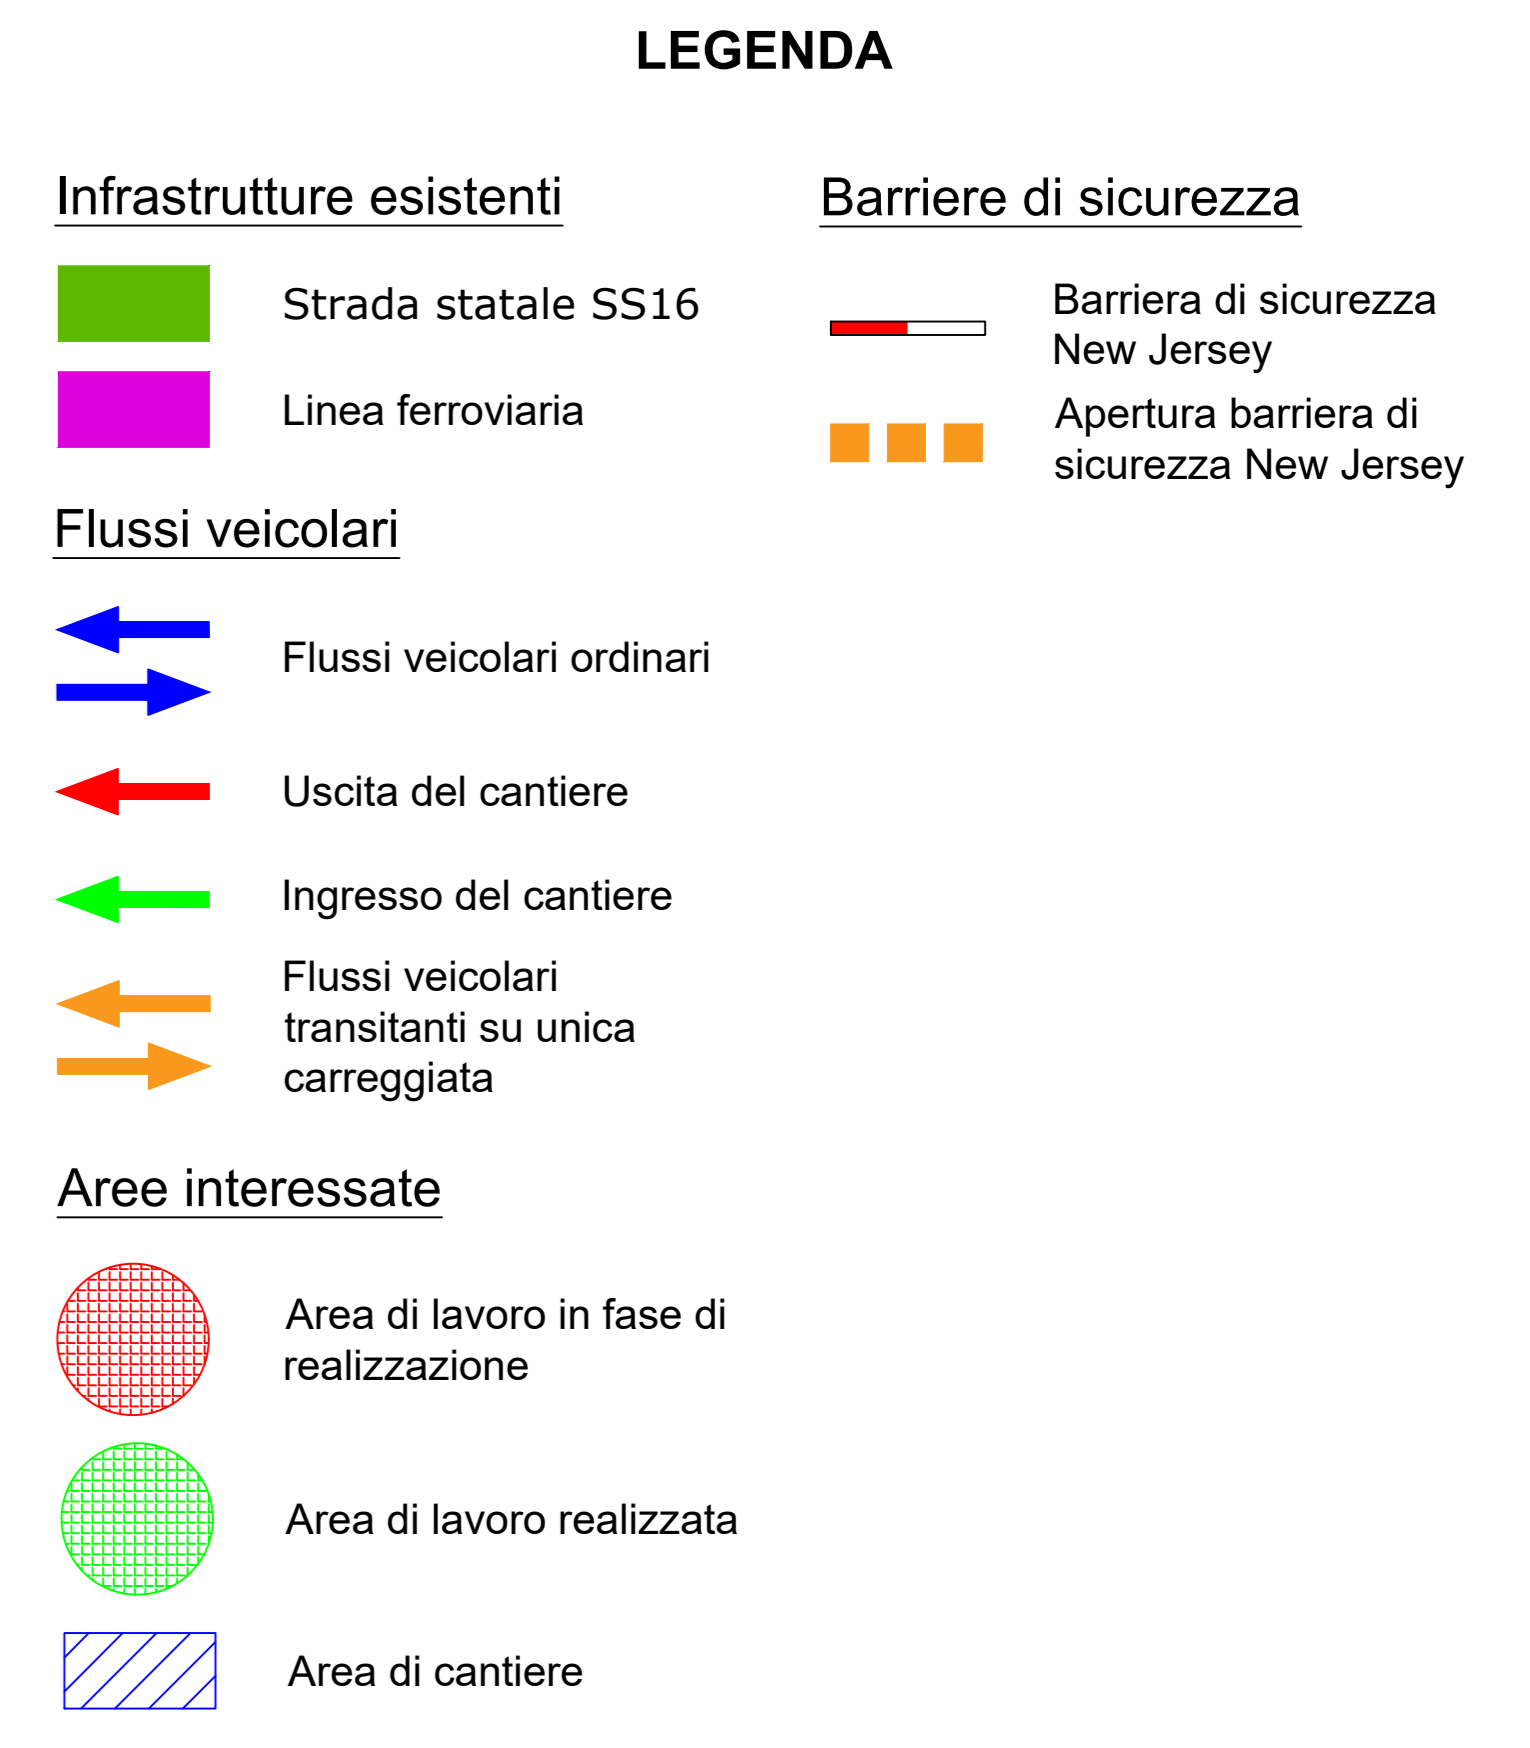 LEGENDA
Infrastrutture esistenti
Strada statale SS16
Linea ferroviaria
Flussi veicolari
Flussi veicolari ordinari
Uscita del cantiere
Ingresso del cantiere
Flussi veicolari
transitanti su unica
carreggiata
Aree interessate
Area di lavoro in fase di
realizzazione
Area di lavoro realizzata
Area di cantiere
Barriere di sicurezza
Barriera di sicurezza
New Jersey
Apertura barriera di
sicurezza New Jersey